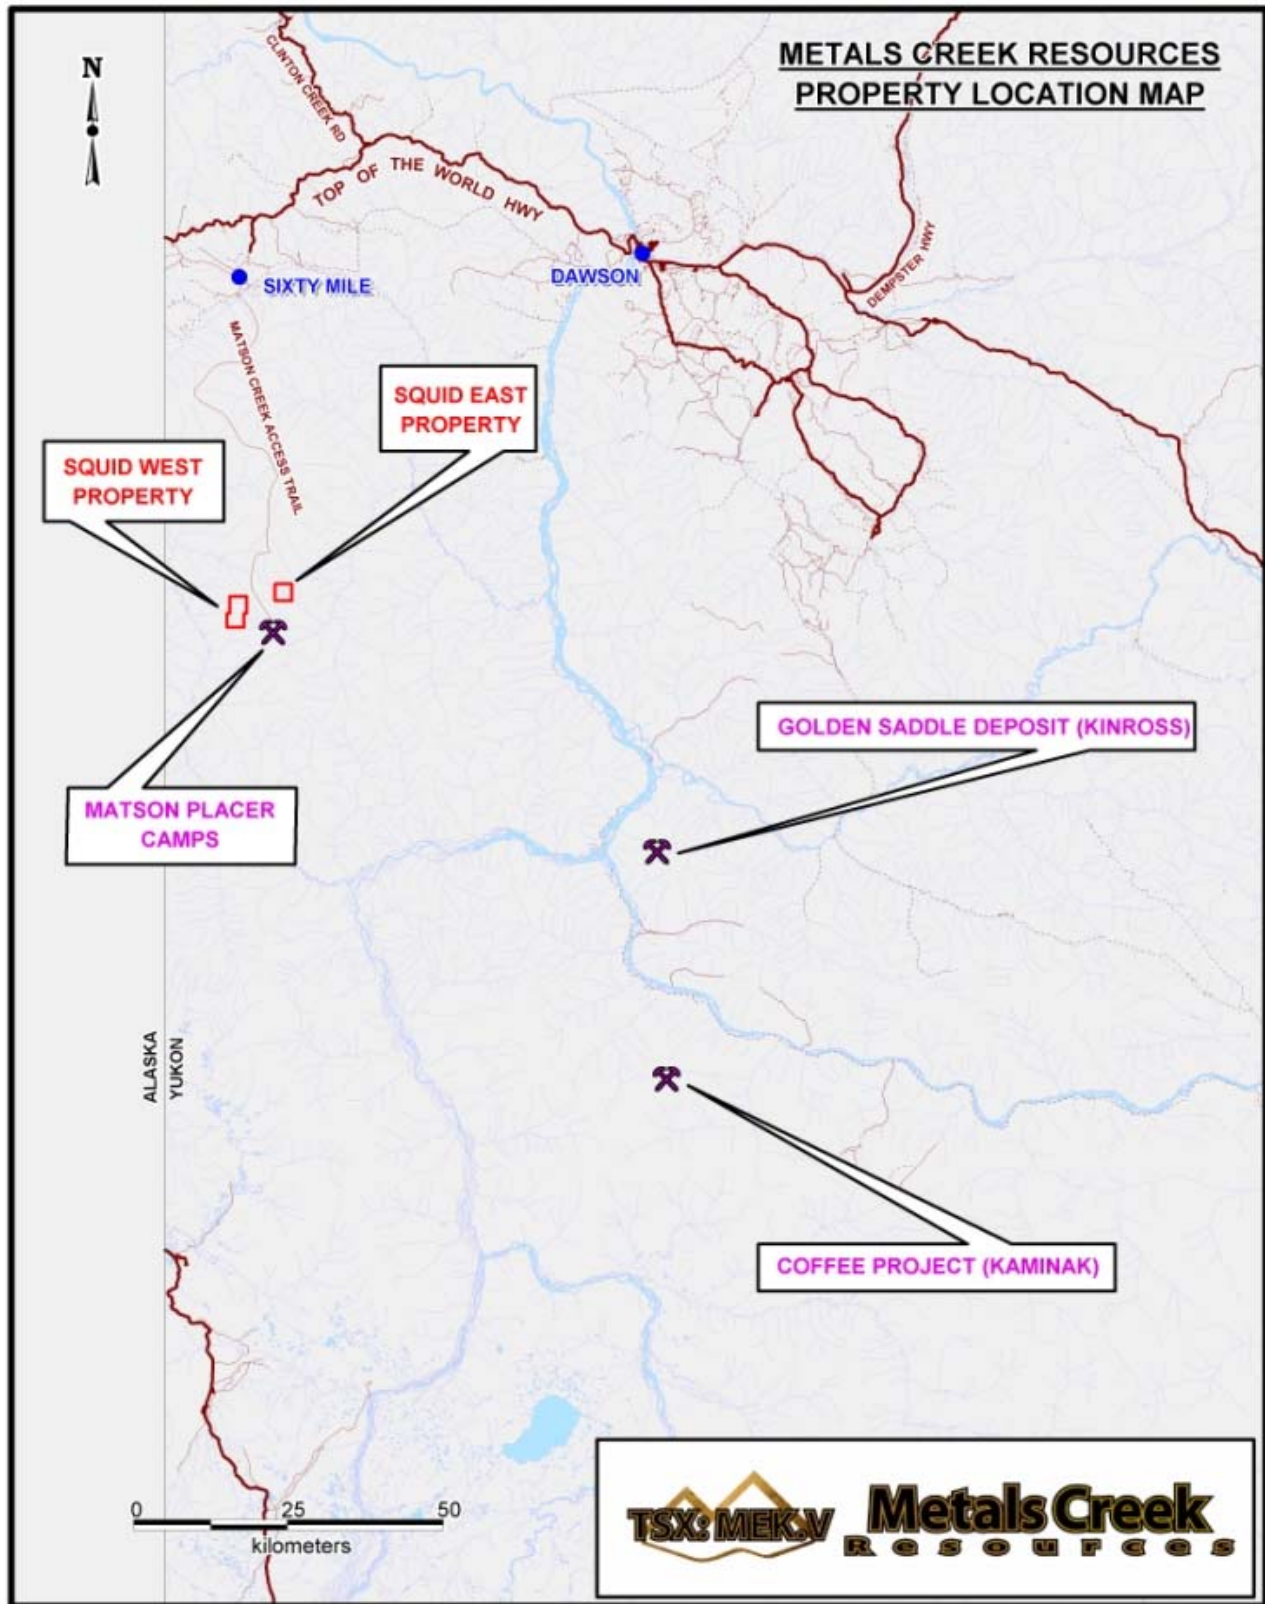 METALS CREEK RESOURCES
PROPERTY LOCATION MAP
N
CLINTON CREEK RD
TOP OF THE WORLD HWY
DEMPSTER HWY
DAWSON
SIXTY MILE
MATSON CREEK ACCESS TRAIL
SQUID EAST
PROPERTY
SQUID WEST
PROPERTY
GOLDEN SADDLE DEPOSIT (KINROSS)
MATSON PLACER
CAMPS
ALASKA
YUKON
COFFEE PROJECT (KAMINAK)
0 25 50
kilometers
TSX: MEK.V
Metals Creek
Resources